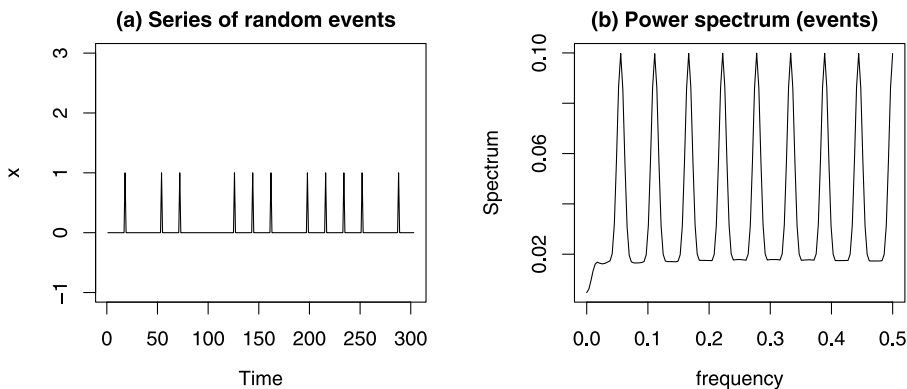 (a) Series of random events
3
2
1
0
−1
x
0 50 100 150 200 250 300
Time
(b) Power spectrum (events)
0.10
0.06
0.02
Spectrum
0.0 0.1 0.2 0.3 0.4 0.5
frequency